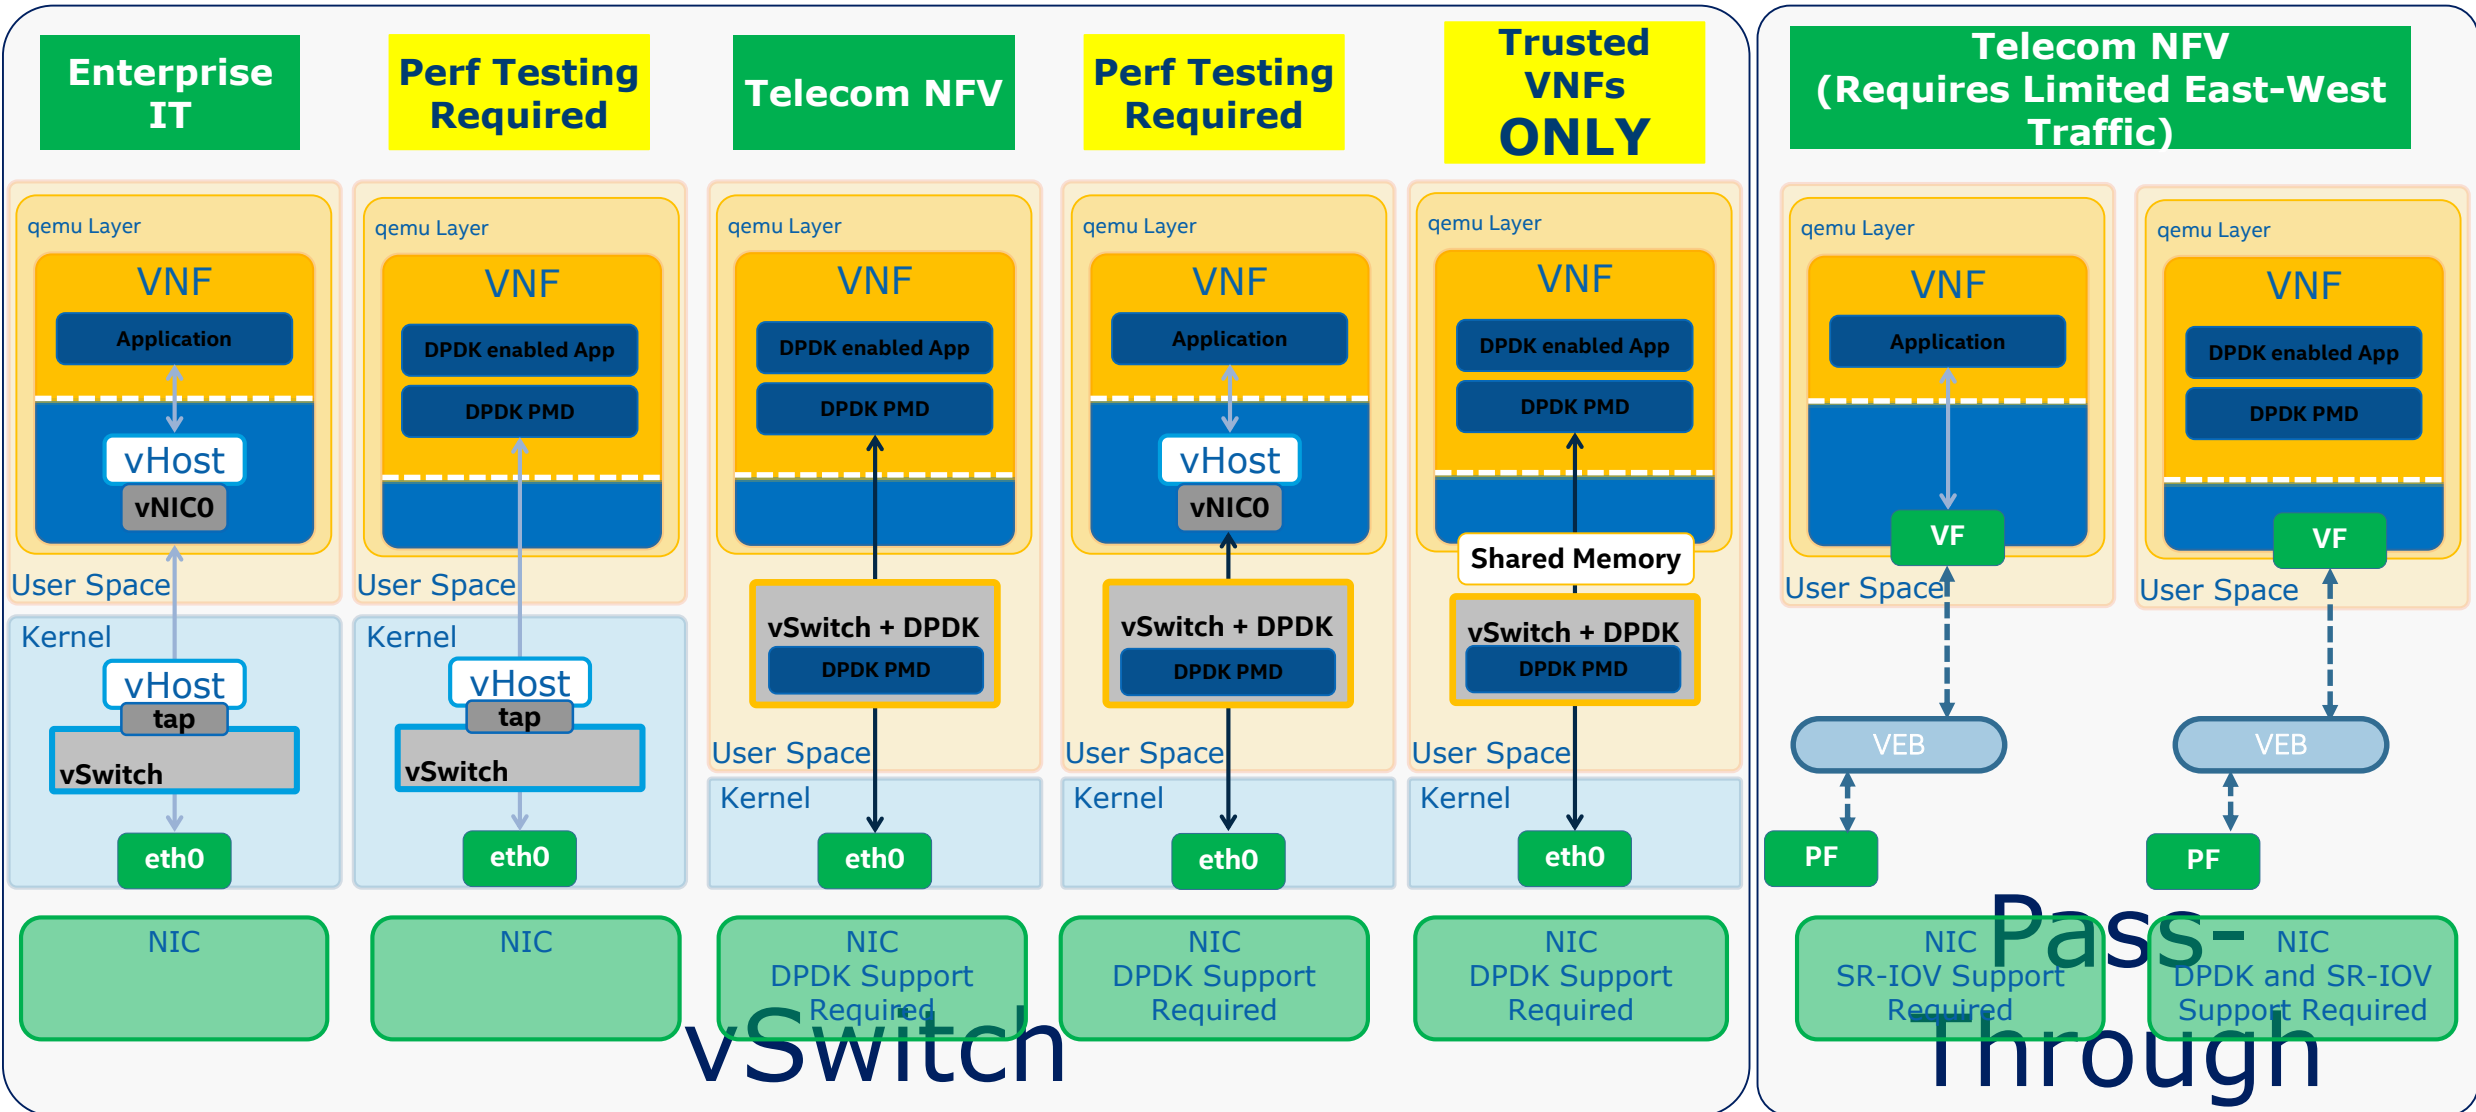 Enterprise
IT
Perf Testing
Required
Telecom NFV
Perf Testing
Required
Trusted
VNFs
ONLY
Telecom NFV
(Requires Limited East-West
Traffic)
qemu Layer
VNF
Application
vHost
vNIC0
User Space
Kernel
vHost
tap
vSwitch
eth0
NIC
qemu Layer
VNF
DPDK enabled App
DPDK PMD
User Space
Kernel
vHost
tap
vSwitch
eth0
NIC
qemu Layer
VNF
DPDK enabled App
DPDK PMD
vSwitch + DPDK
DPDK PMD
User Space
Kernel
eth0
NIC
DPDK Support
Required
qemu Layer
VNF
Application
vHost
vNIC0
vSwitch + DPDK
DPDK PMD
User Space
Kernel
eth0
NIC
DPDK Support
Required
qemu Layer
VNF
DPDK enabled App
DPDK PMD
Shared Memory
vSwitch + DPDK
DPDK PMD
User Space
Kernel
eth0
NIC
DPDK Support
Required
vSwitch
qemu Layer
VNF
Application
VF
User Space
VEB
PF
NIC
SR-IOV Support
Required
qemu Layer
VNF
DPDK enabled App
DPDK PMD
VF
User Space
VEB
PF
NIC
DPDK and SR-IOV
Support Required
Pass-
Through